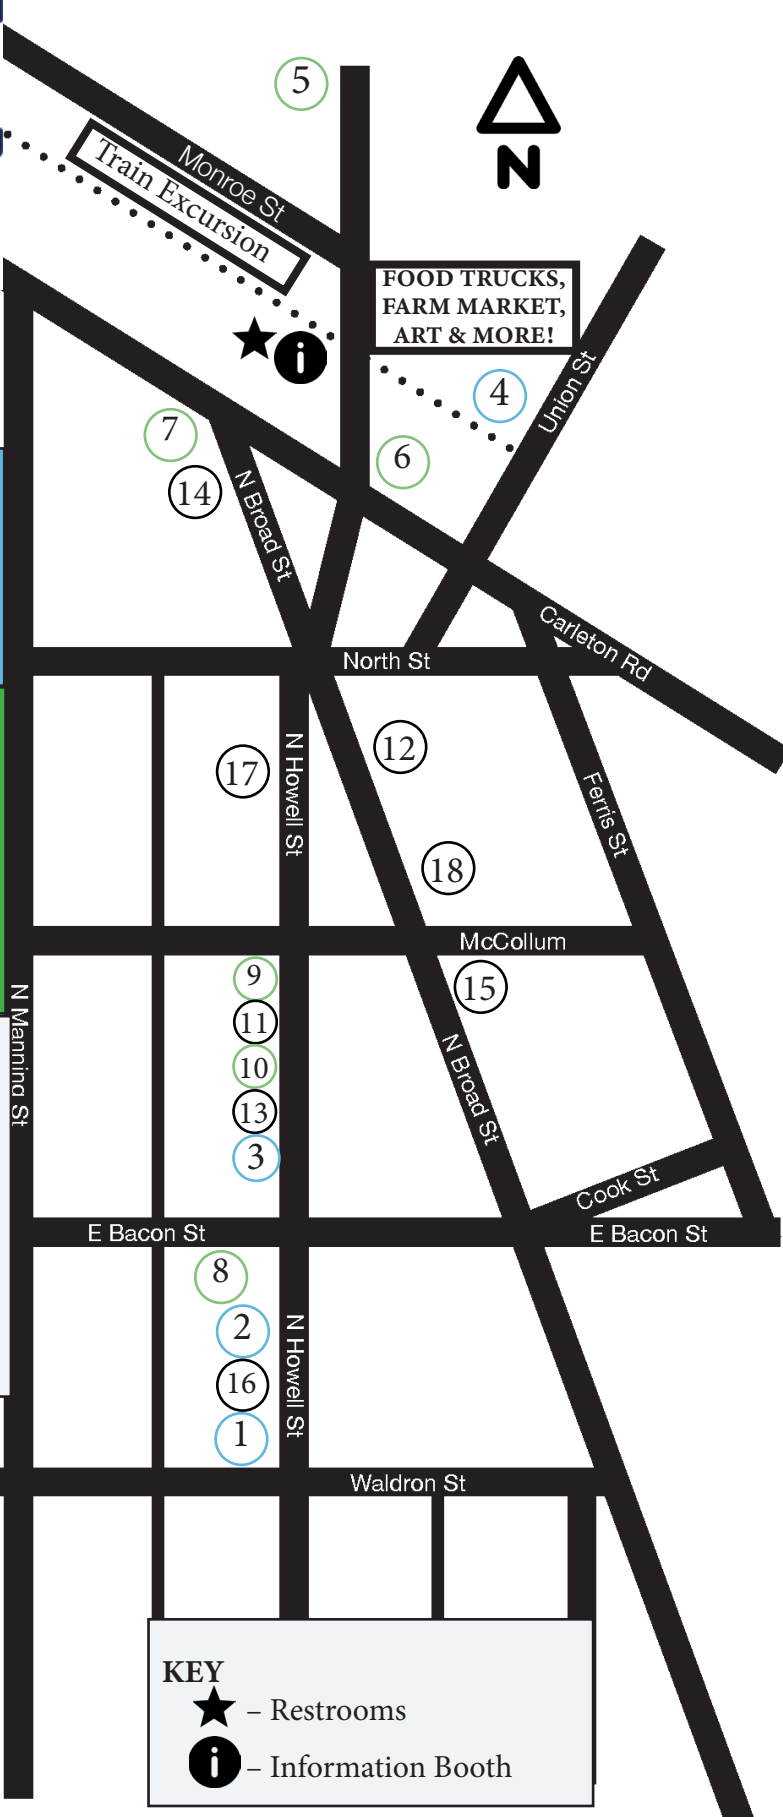 5
N
Monroe St
Train Excursion
FOOD TRUCKS,
FARM MARKET,
ART & MORE!
i
4
Union St
7
6
14
N Broad St
Carleton Rd
North St
17
N Howell St
12
Ferris St
18
McCollum
9
15
11
N Manning St
10
N Broad St
13
3
Cook St
E Bacon St
E Bacon St
8
2
N Howell St
16
1
Waldron St
KEY
– Restrooms
i – Information Booth